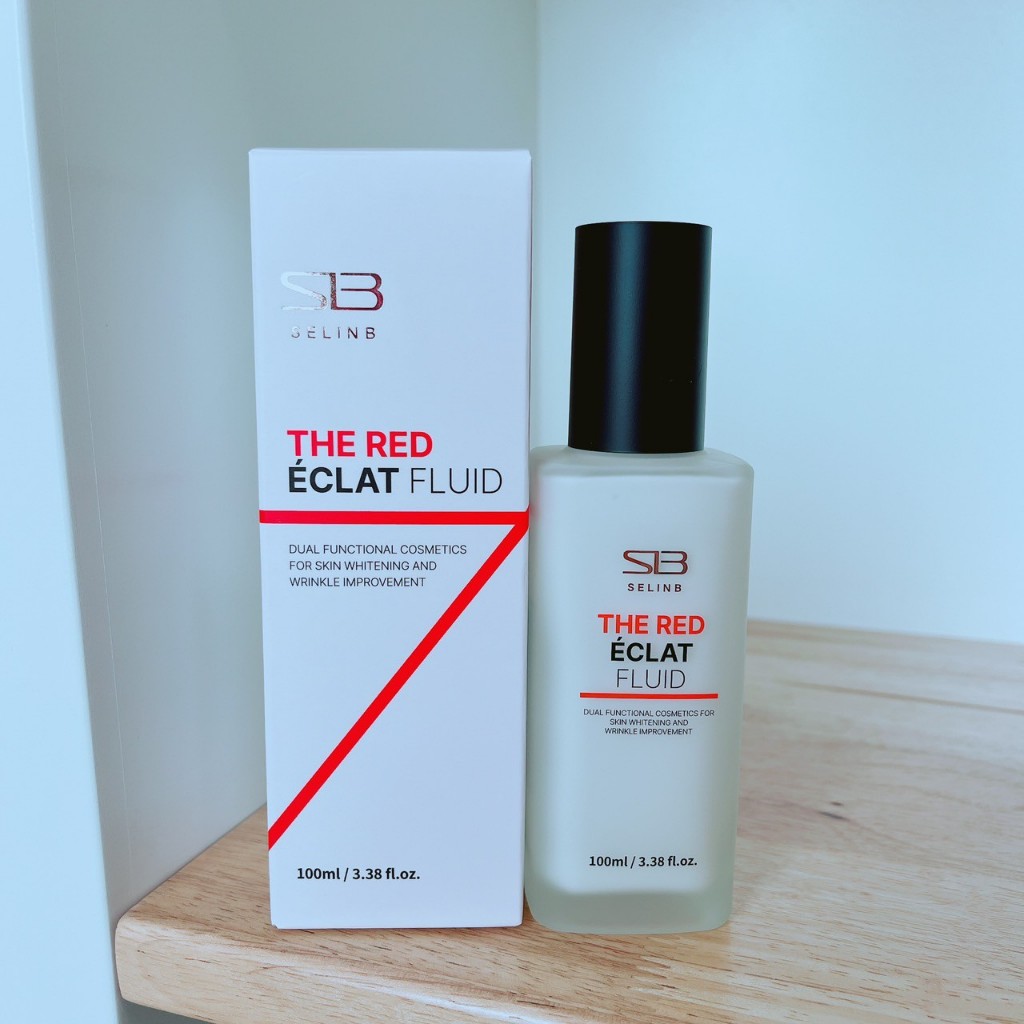 SB
SELINB
THE RED
ÉCLAT FLUID
DUAL FUNCTIONAL COSMETICS
FOR SKIN WHITENING AND
WRINKLE IMPROVEMENT
100ml / 3.38 fl.oz.
SB
SELINB
THE RED
ÉCLAT
FLUID
DUAL FUNCTIONAL COSMETICS FOR
SKIN WHITENING AND
WRINKLE IMPROVEMENT
100ml / 3.38 fl.oz.